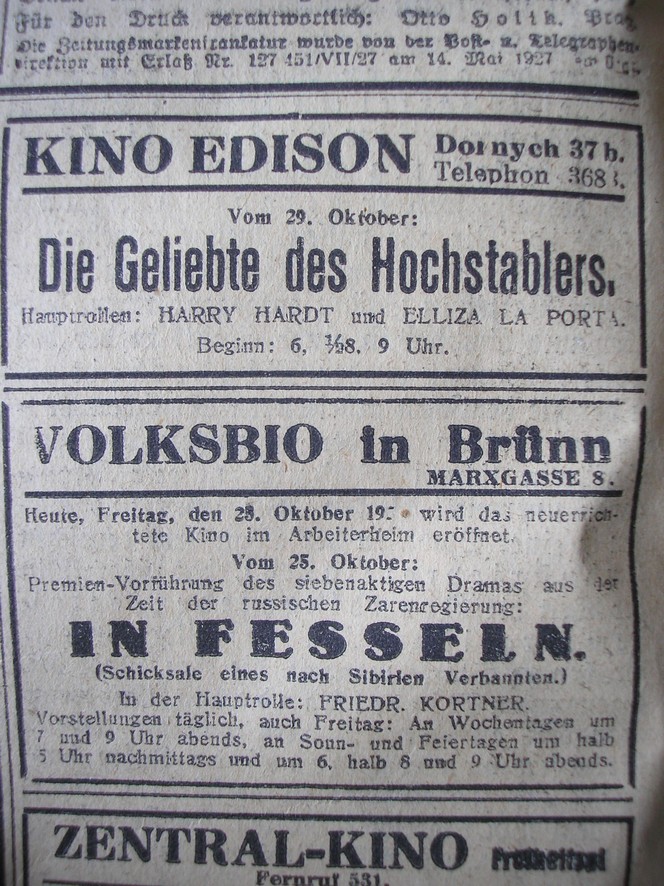 Für den Druck verantwortlich: Otto Holik,
Die Zeitungsmarkenfrankatur wurde von der Post- u. Telegraphen-
direktion mit Erlaß Nr. 127 451/VII/27 am 14. Mai 1927
KINO EDISON Dornych 37 b.
Telephon 3683.
Vom 29. Oktober:
Die Geliebte des Hochstablers.
Hauptrollen: HARRY HARDT und ELLIZA LA PORTA.
Beginn: 6, ½8, 9 Uhr.
VOLKSBIO in Brünn
MARXGASSE 8.
Heute, Freitag, den 28. Oktober wird das neuerrich-
tete Kino im Arbeiterheim eröffnet.
Vom 25. Oktober:
Premien-Vorführung des siebenaktigen Dramas aus der
Zeit der russischen Zarenregierung:
IN FESSELN.
(Schicksale eines nach Sibirien Verbannten.)
In der Hauptrolle: FRIEDR. KORTNER.
Vorstellungen täglich, auch Freitag: An Wochentagen um
7 und 9 Uhr abends, an Sonn- und Feiertagen um halb
5 Uhr nachmittags und um 6, halb 8 und 9 Uhr abends.
ZENTRAL-KINO
Fernruf 531.